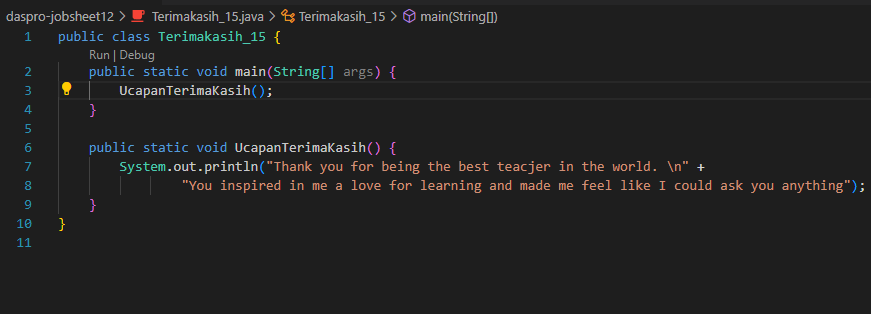 daspro-jobsheet12 > Terimakasih_15.java > Terimakasih_15 > main(String[])
1 public class Terimakasih_15 {
Run | Debug
2 public static void main(String[] args) {
3 UcapanTerimaKasih();
4 }
5
6 public static void UcapanTerimaKasih() {
7 System.out.println("Thank you for being the best teacjer in the world. \n" +
8 "You inspired in me a love for learning and made me feel like I could ask you anything");
9 }
10 }
11